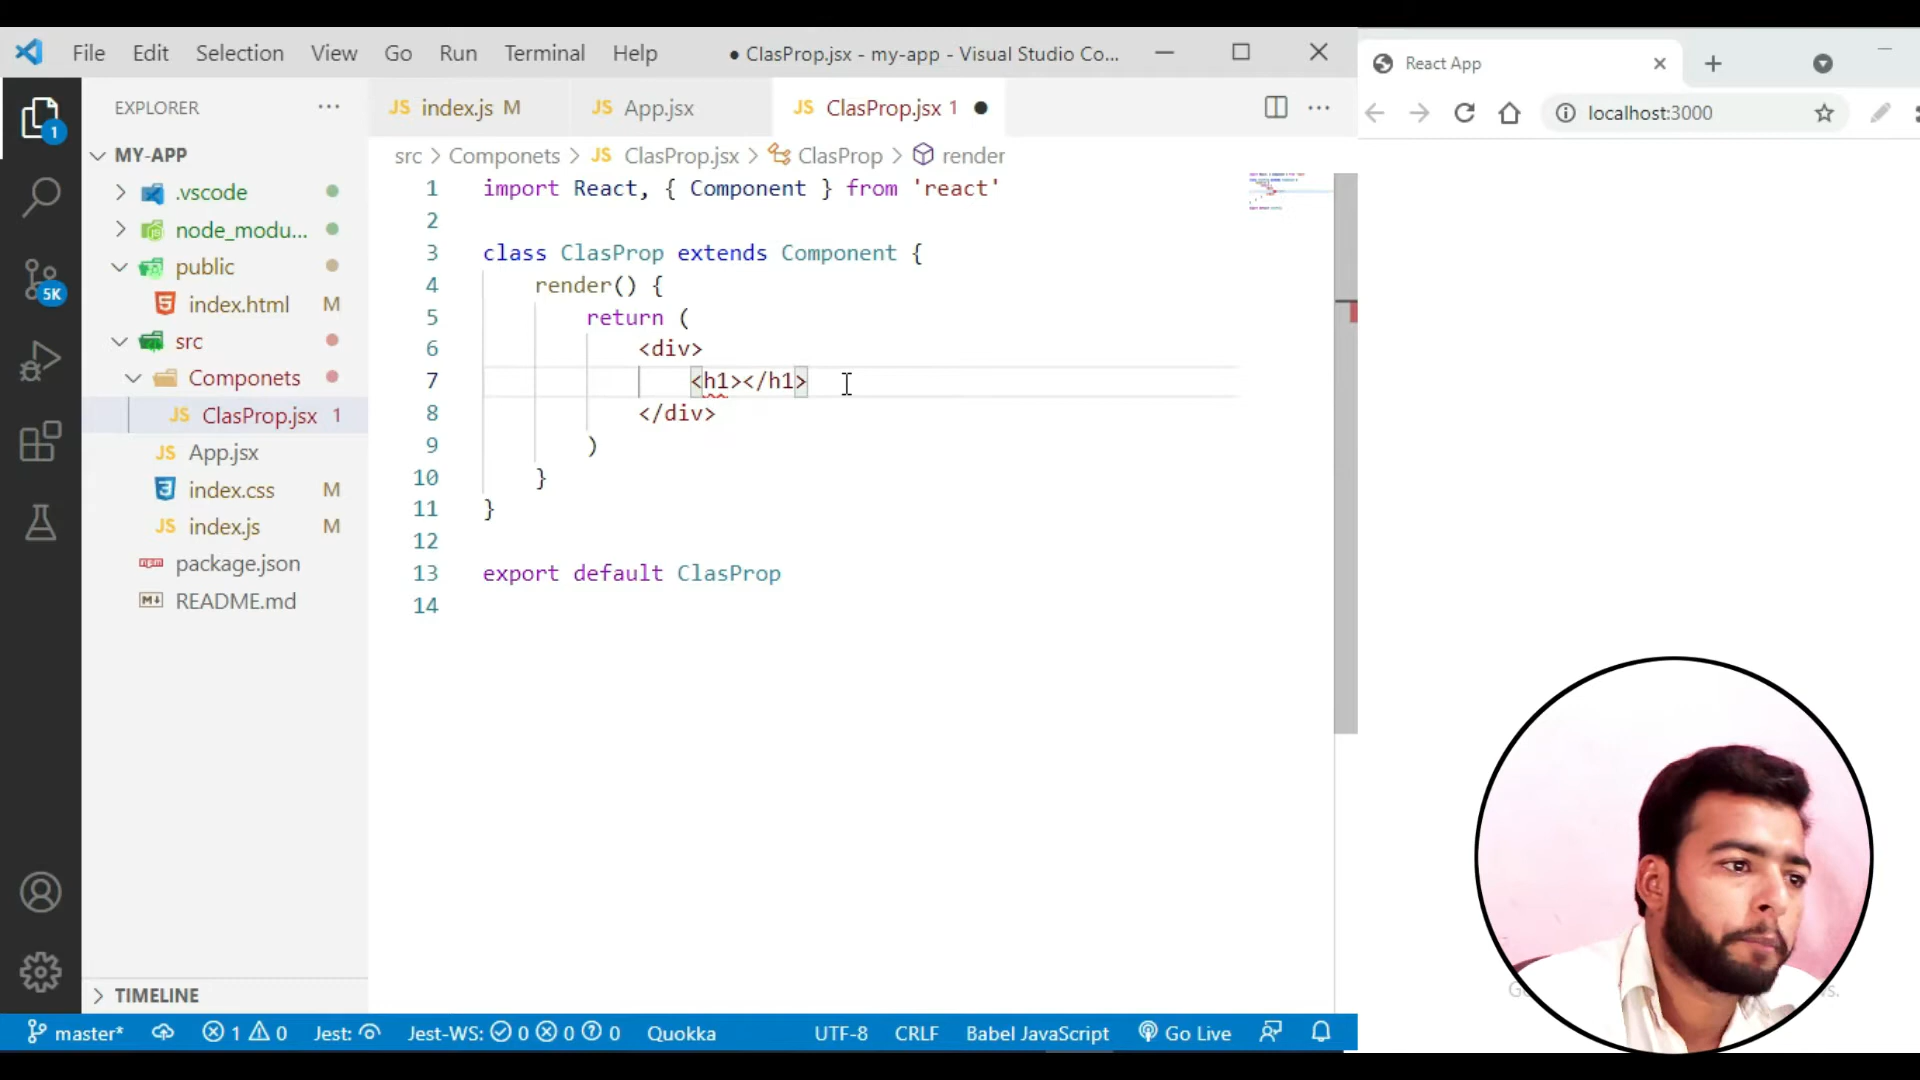 File Edit Selection View Go Run Terminal Help ● ClasProp.jsx - my-app - Visual Studio Co...
React App
EXPLORER
JS index.js M JS App.jsx JS ClasProp.jsx 1
localhost:3000
MY-APP
src > Componets > JS ClasProp.jsx > ClasProp > render
.vscode
node_modu...
public
index.html M
src
Componets
JS ClasProp.jsx 1
JS App.jsx
index.css M
JS index.js M
package.json
README.md
TIMELINE
1
5K
1 import React, { Component } from 'react'
2
3 class ClasProp extends Component {
4 render() {
5 return (
6 <div>
7 <h1></h1>
8 </div>
9 )
10 }
11 }
12
13 export default ClasProp
14
master* 1 0 Jest: Jest-WS: 0 0 0 Quokka UTF-8 CRLF Babel JavaScript Go Live